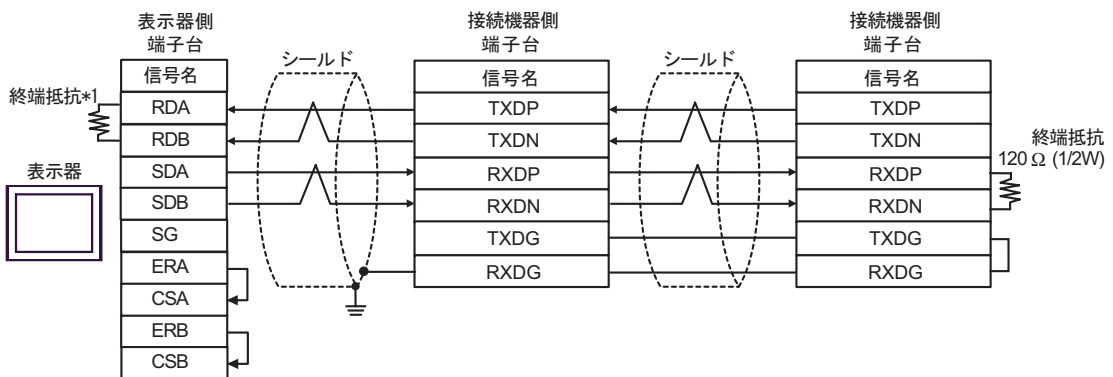 表示器側
端子台
信号名
RDA
RDB
SDA
SDB
SG
ERA
CSA
ERB
CSB
終端抵抗*1
表示器
シールド
接続機器側
端子台
信号名
TXDP
TXDN
RXDP
RXDN
TXDG
RXDG
シールド
接続機器側
端子台
信号名
TXDP
TXDN
RXDP
RXDN
TXDG
RXDG
終端抵抗
120 Ω (1/2W)